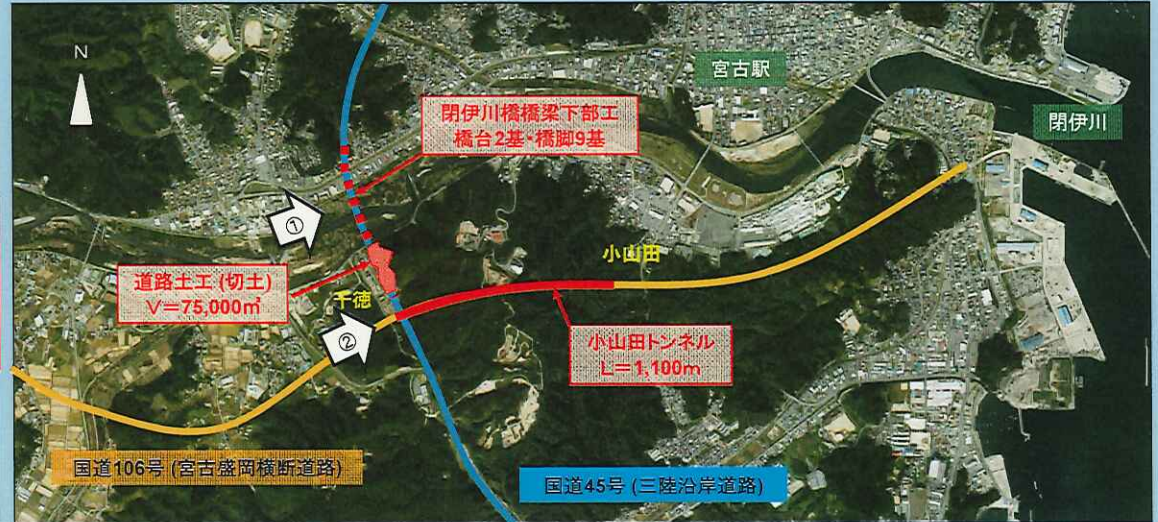 N
宮古駅
閉伊川橋橋梁下部工
橋台2基・橋脚9基
閉伊川
①
小山田
道路土工(切土)
V=75,000㎥
千徳
②
小山田トンネル
L=1,100m
国道106号(宮古盛岡横断道路)
国道45号(三陸沿岸道路)